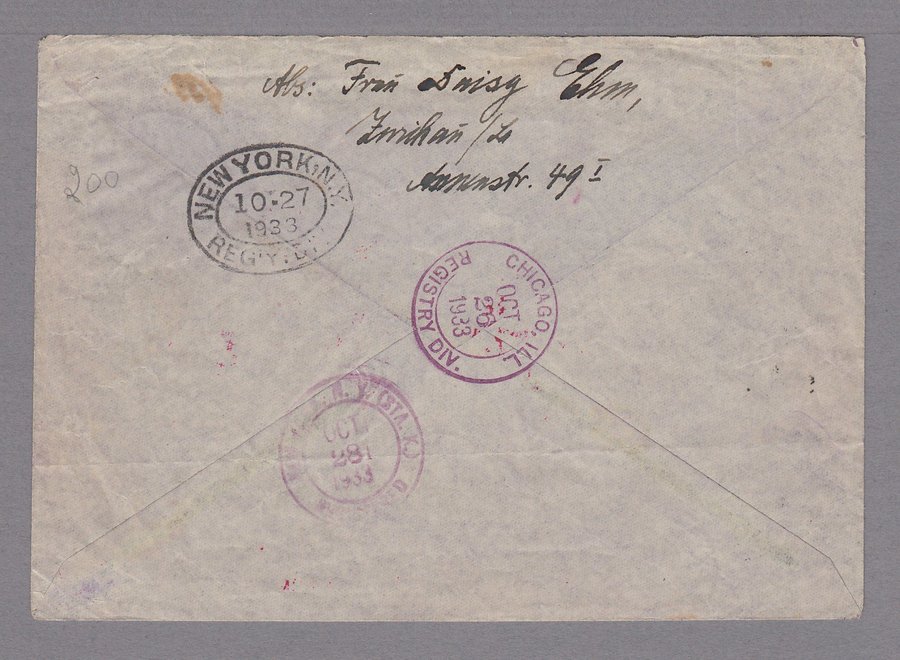 Abs: Frau Daisy Ehm,
Zwickau /Sa
Annenstr. 49 I
200
NEW YORK, N.Y.
10-27
1933
REG'Y. DIV.
CHICAGO, ILL.
OCT
26
1933
REGISTRY DIV.
N. Y. (STA. K.)
OCT
28
1933